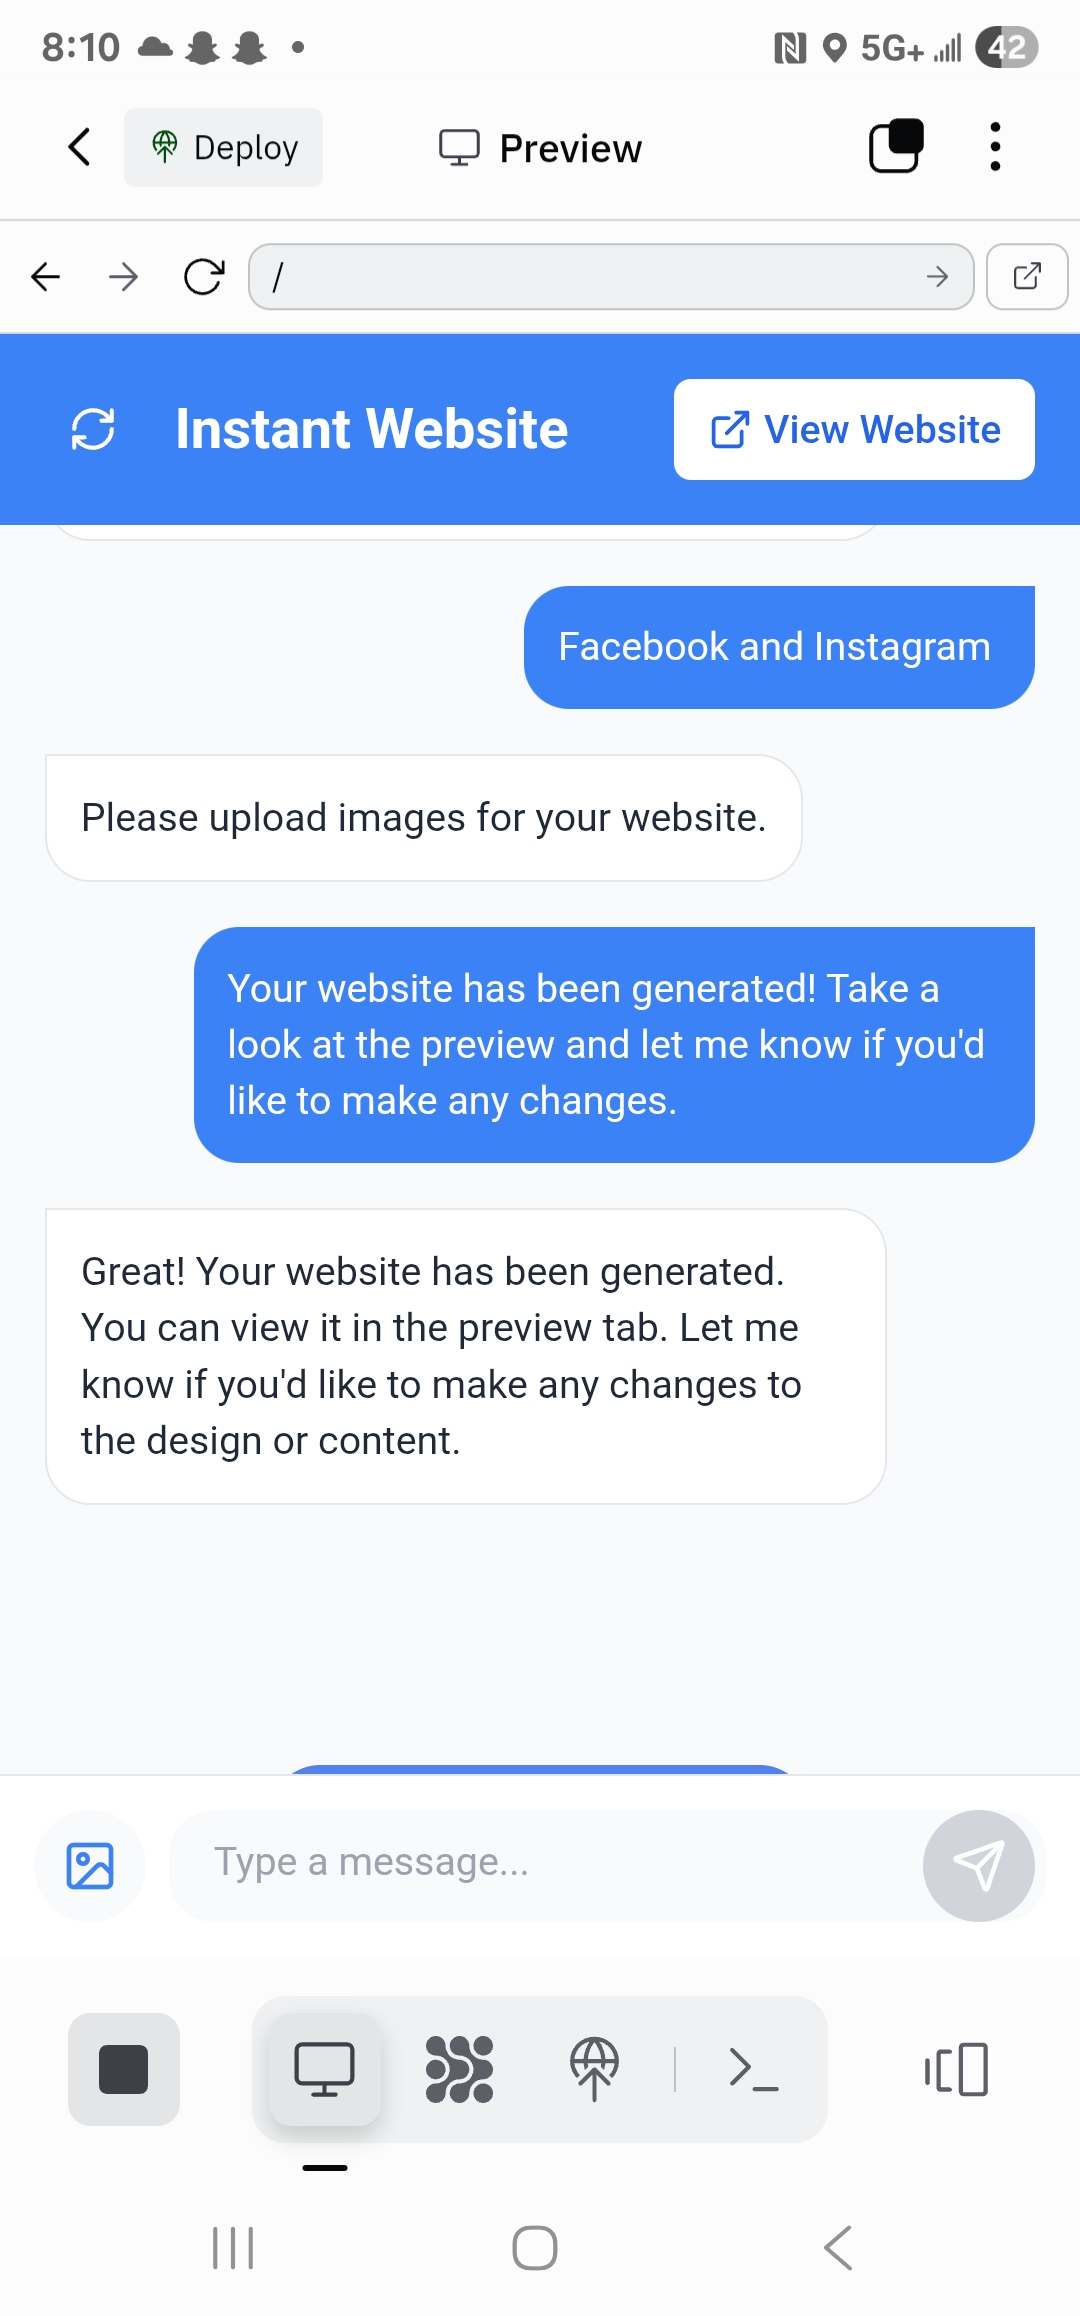 8:10
5G+
42
Deploy
Preview
/
Instant Website
View Website
Facebook and Instagram
Please upload images for your website.
Your website has been generated! Take a
look at the preview and let me know if you'd
like to make any changes.
Great! Your website has been generated.
You can view it in the preview tab. Let me
know if you'd like to make any changes to
the design or content.
Type a message...